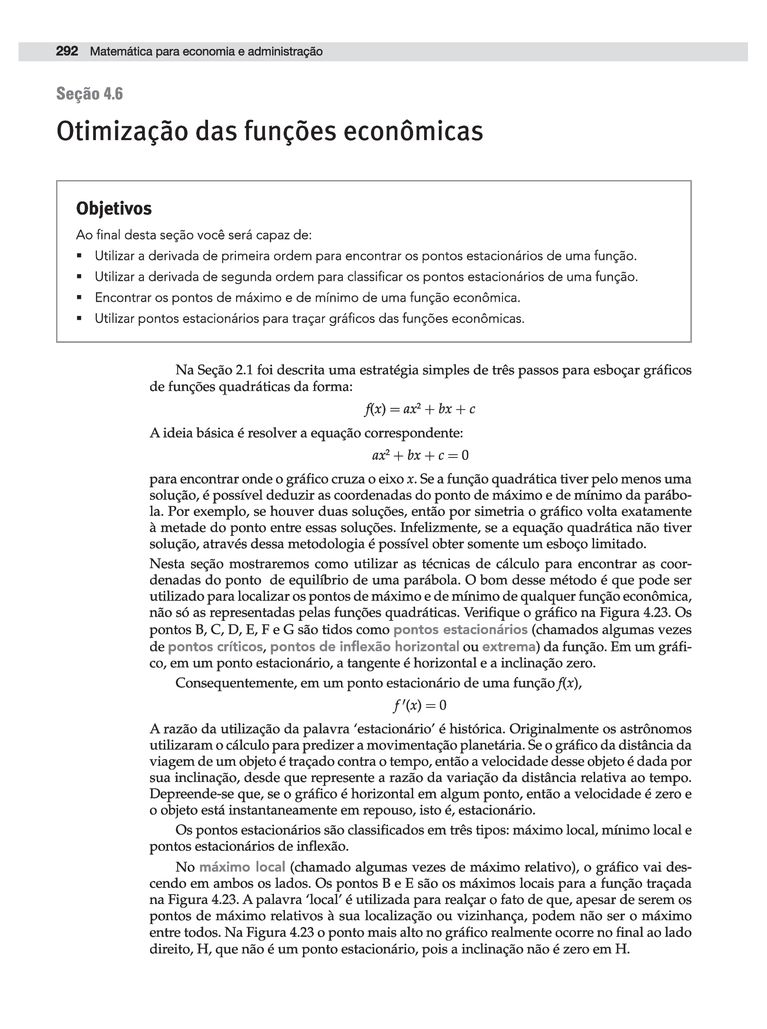 292 Matemática para economia e administração
Seção 4.6
Otimização das funções econômicas
Objetivos
Ao final desta seção você será capaz de:
▪ Utilizar a derivada de primeira ordem para encontrar os pontos estacionários de uma função.
▪ Utilizar a derivada de segunda ordem para classificar os pontos estacionários de uma função.
▪ Encontrar os pontos de máximo e de mínimo de uma função econômica.
▪ Utilizar pontos estacionários para traçar gráficos das funções econômicas.
Na Seção 2.1 foi descrita uma estratégia simples de três passos para esboçar gráficos
de funções quadráticas da forma:
f(x) = ax² + bx + c
A ideia básica é resolver a equação correspondente:
ax² + bx + c = 0
para encontrar onde o gráfico cruza o eixo x. Se a função quadrática tiver pelo menos uma
solução, é possível deduzir as coordenadas do ponto de máximo e de mínimo da parábo-
la. Por exemplo, se houver duas soluções, então por simetria o gráfico volta exatamente
à metade do ponto entre essas soluções. Infelizmente, se a equação quadrática não tiver
solução, através dessa metodologia é possível obter somente um esboço limitado.
Nesta seção mostraremos como utilizar as técnicas de cálculo para encontrar as coor-
denadas do ponto de equilíbrio de uma parábola. O bom desse método é que pode ser
utilizado para localizar os pontos de máximo e de mínimo de qualquer função econômica,
não só as representadas pelas funções quadráticas. Verifique o gráfico na Figura 4.23. Os
pontos B, C, D, E, F e G são tidos como pontos estacionários (chamados algumas vezes
de pontos críticos, pontos de inflexão horizontal ou extrema) da função. Em um gráfi-
co, em um ponto estacionário, a tangente é horizontal e a inclinação zero.
Consequentemente, em um ponto estacionário de uma função f(x),
f ′(x) = 0
A razão da utilização da palavra ‘estacionário’ é histórica. Originalmente os astrônomos
utilizaram o cálculo para predizer a movimentação planetária. Se o gráfico da distância da
viagem de um objeto é traçado contra o tempo, então a velocidade desse objeto é dada por
sua inclinação, desde que represente a razão da variação da distância relativa ao tempo.
Depreende-se que, se o gráfico é horizontal em algum ponto, então a velocidade é zero e
o objeto está instantaneamente em repouso, isto é, estacionário.
Os pontos estacionários são classificados em três tipos: máximo local, mínimo local e
pontos estacionários de inflexão.
No máximo local (chamado algumas vezes de máximo relativo), o gráfico vai des-
cendo em ambos os lados. Os pontos B e E são os máximos locais para a função traçada
na Figura 4.23. A palavra ‘local’ é utilizada para realçar o fato de que, apesar de serem os
pontos de máximo relativos à sua localização ou vizinhança, podem não ser o máximo
entre todos. Na Figura 4.23 o ponto mais alto no gráfico realmente ocorre no final ao lado
direito, H, que não é um ponto estacionário, pois a inclinação não é zero em H.